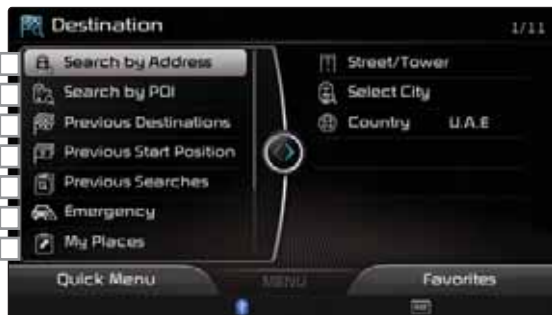 Destination 1/11
Search by Address
Search by POI
Previous Destinations
Previous Start Position
Previous Searches
Emergency
My Places
Street/Tower
Select City
Country U.A.E
Quick Menu MENU Favorites